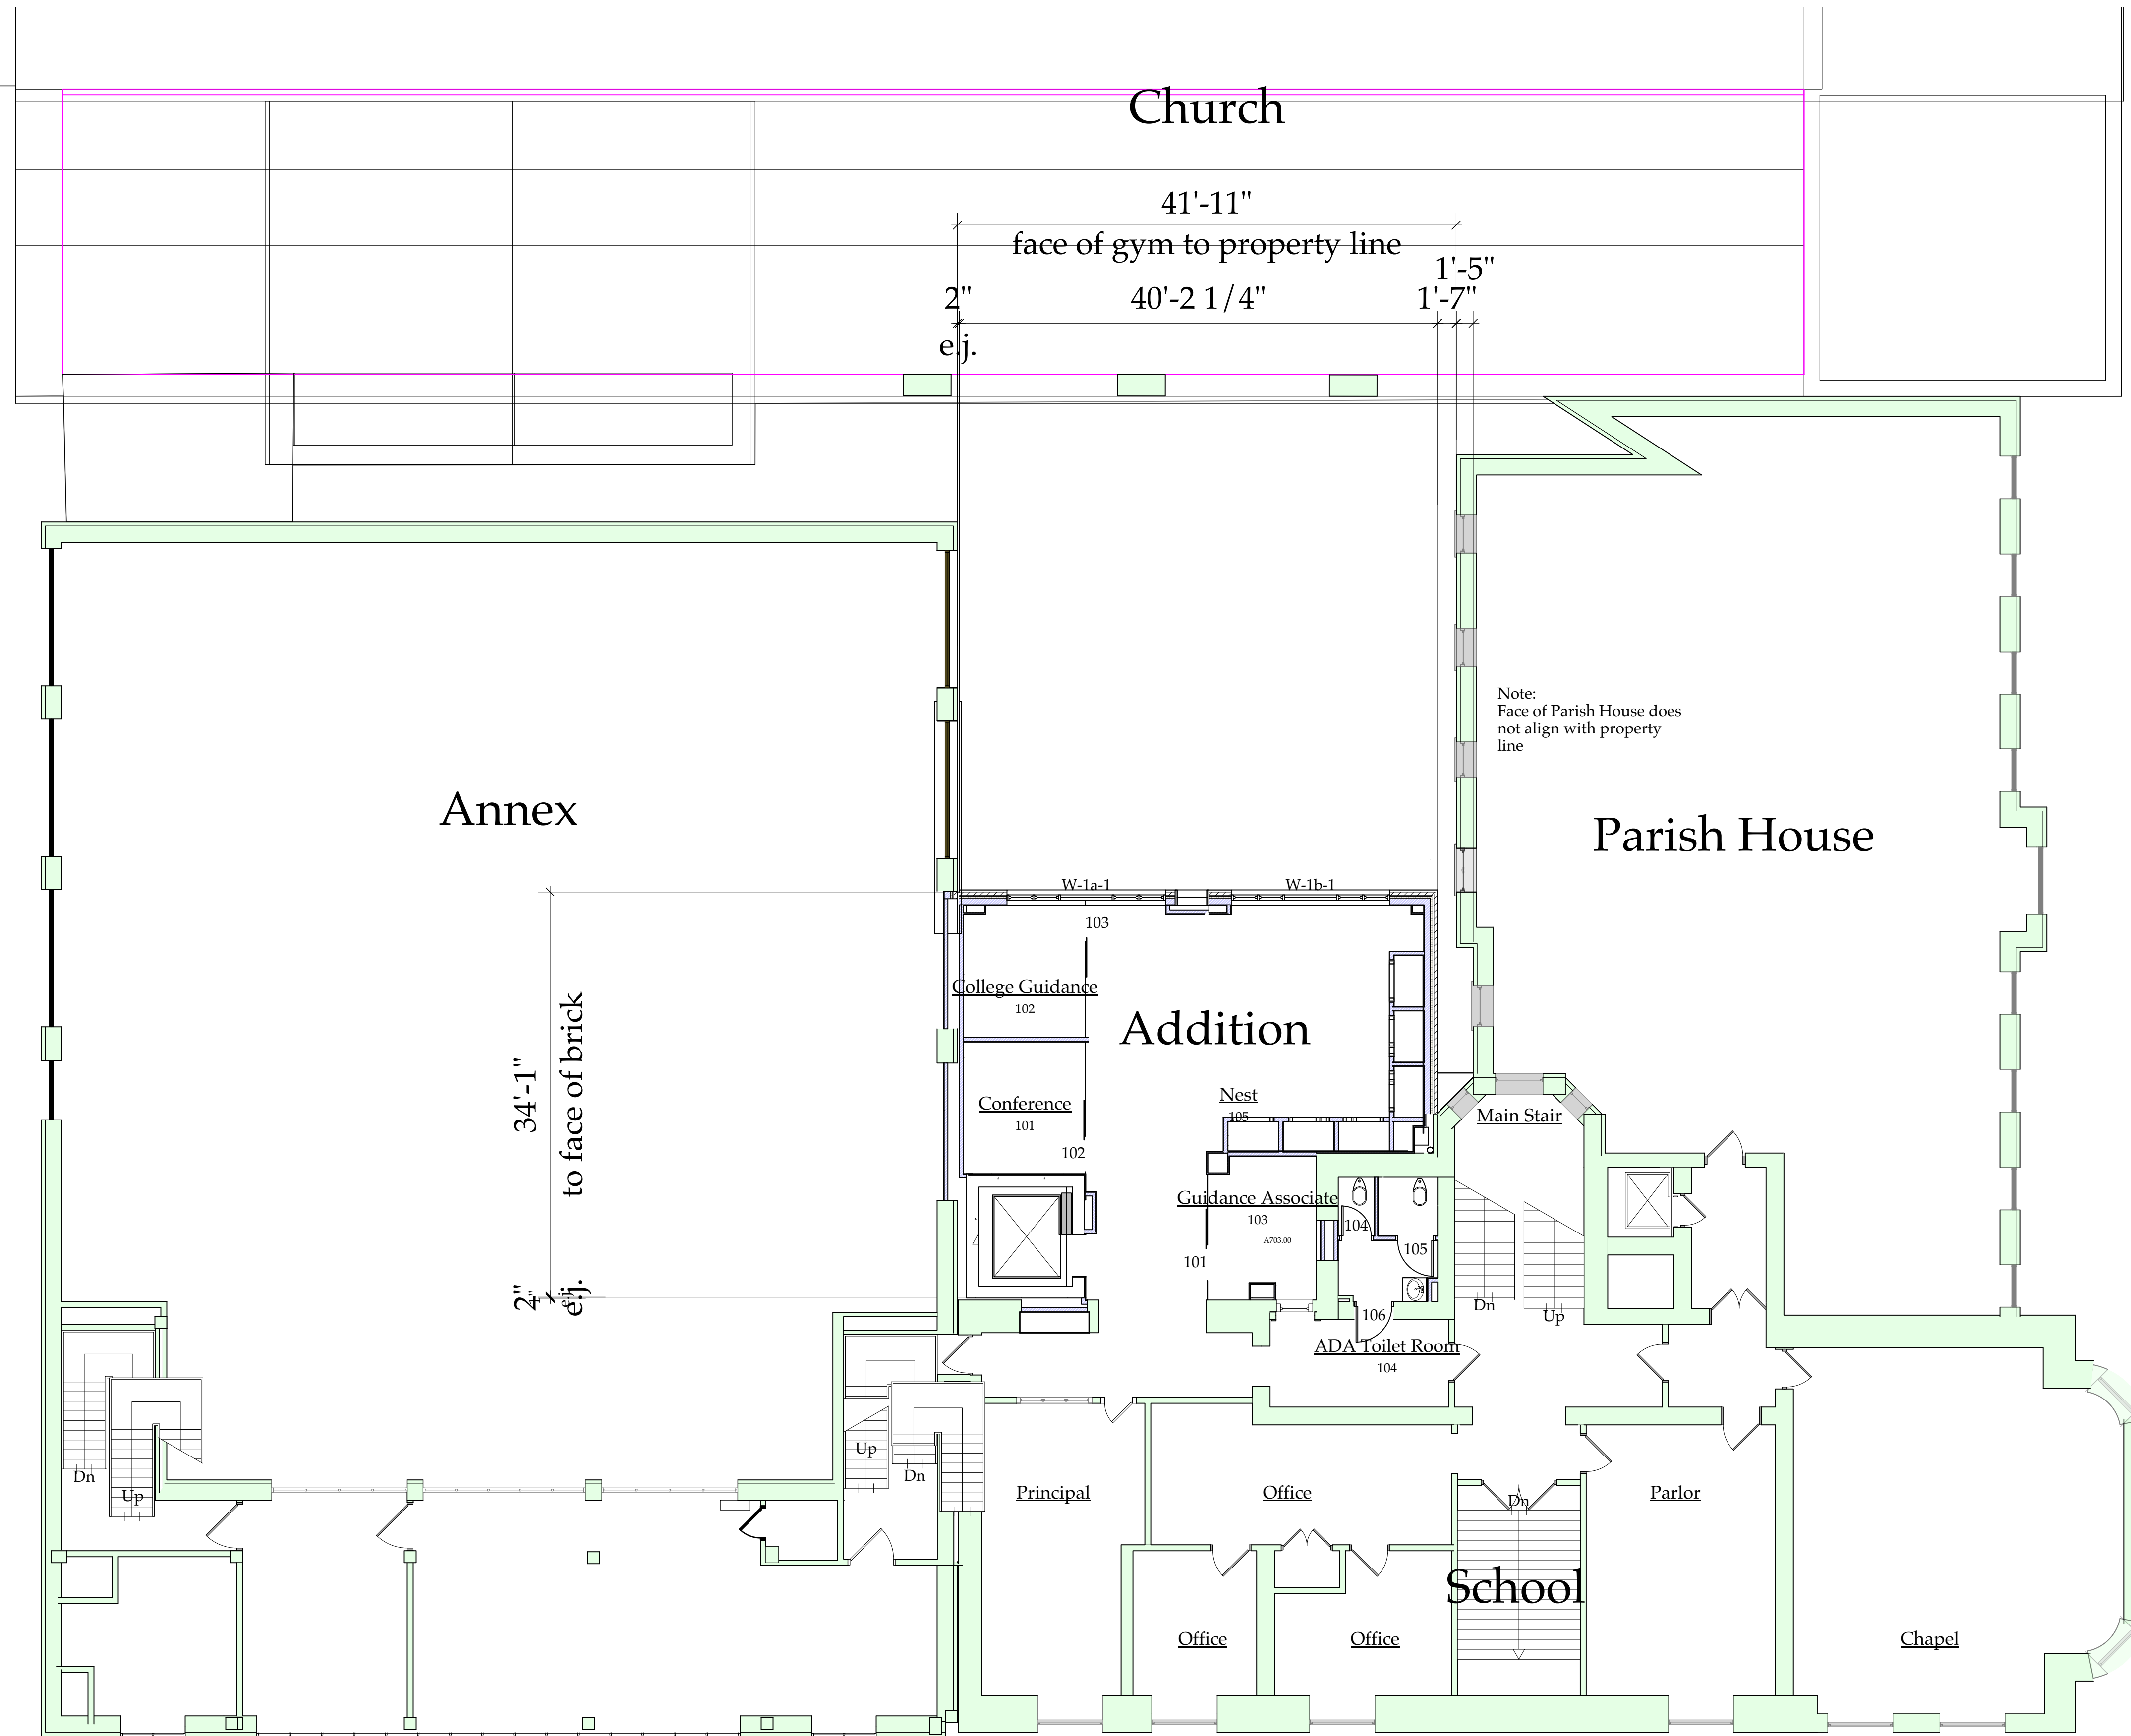 Church
41'-11"
face of gym to property line
1'-5"
2"
40'-2 1/4"
1'-7"
e.j.
Note:
Face of Parish House does
not align with property
line
Annex
Parish House
W-1a-1
W-1b-1
103
College Guidance
102
Addition
34'-1"
to face of brick
Nest
105
Conference
101
Main Stair
102
Guidance Associate
103
A703.00
104
105
101
2"
e.j.
Dn
Up
106
ADA Toilet Room
104
Up
Dn
Dn
Up
Principal
Office
Dn
Parlor
School
Office
Office
Chapel